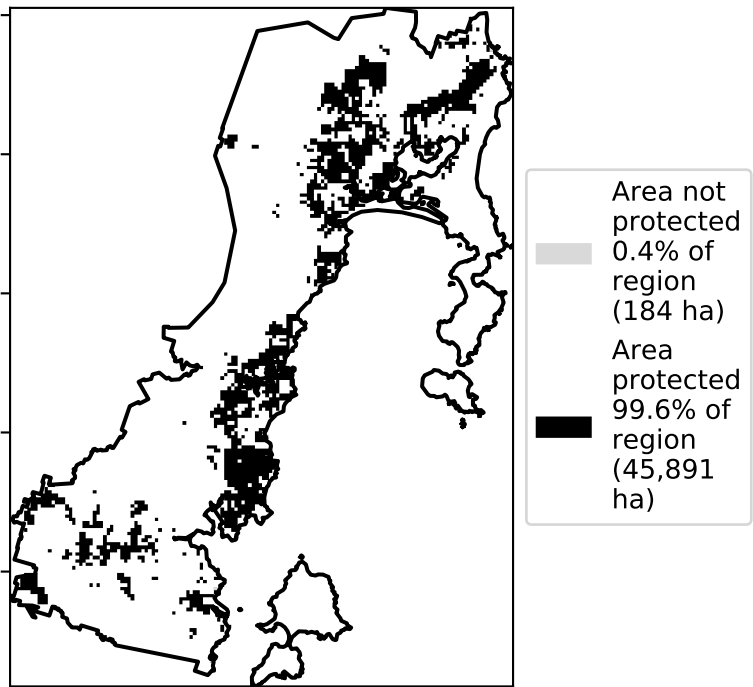 Area not
protected
0.4% of
region
(184 ha)
Area
protected
99.6% of
region
(45,891
ha)